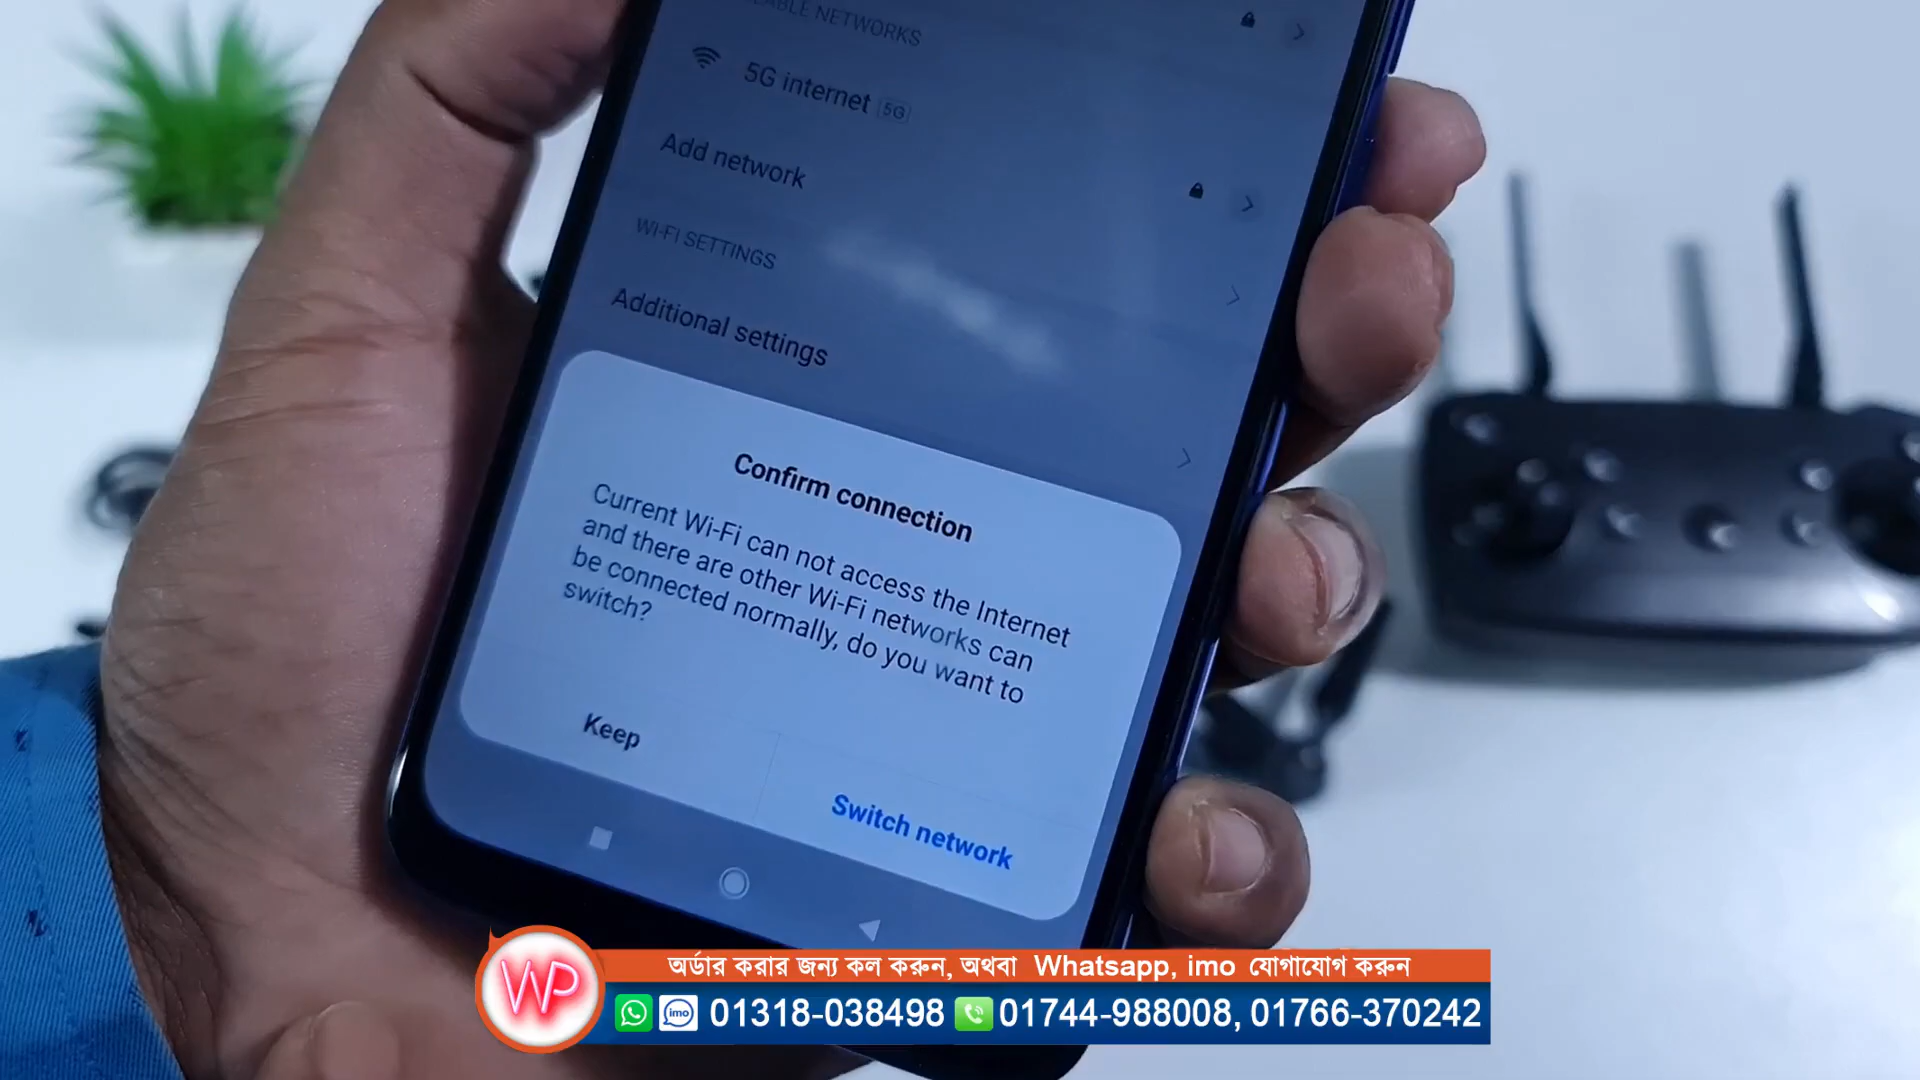 ABLE NETWORKS
5G internet 5G
Add network
WI-FI SETTINGS
Additional settings
Confirm connection
Current Wi-Fi can not access the Internet
and there are other Wi-Fi networks can
be connected normally, do you want to
switch?
Keep
Switch network
WP
অর্ডার করার জন্য কল করুন, অথবা Whatsapp, imo যোগাযোগ করুন
imo 01318-038498 01744-988008, 01766-370242